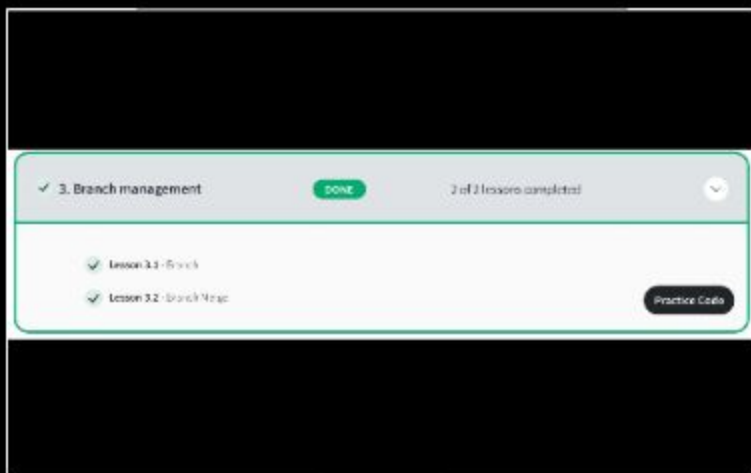 3. Branch management DONE 2 of 2 lessons completed
Lesson 3.1 - Branch
Lesson 3.2 - Branch Merge
Practice Code